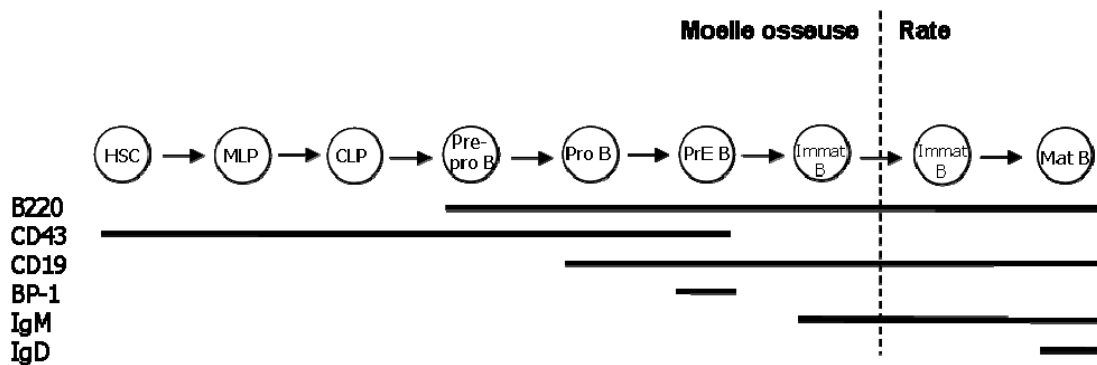 Moelle osseuse Rate
HSC MLP CLP Pre-pro B Pro B PrE B Immat B Immat B Mat B
B220
CD43
CD19
BP-1
IgM
IgD